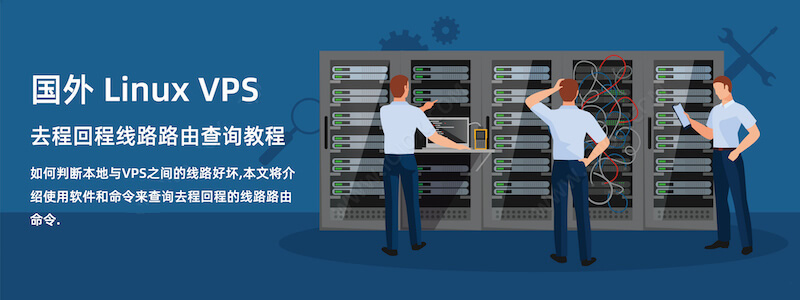 国外 Linux VPS
去程回程线路路由查询教程
如何判断本地与VPS之间的线路好坏,本文将介
绍使用软件和命令来查询去程回程的线路路由
命令.